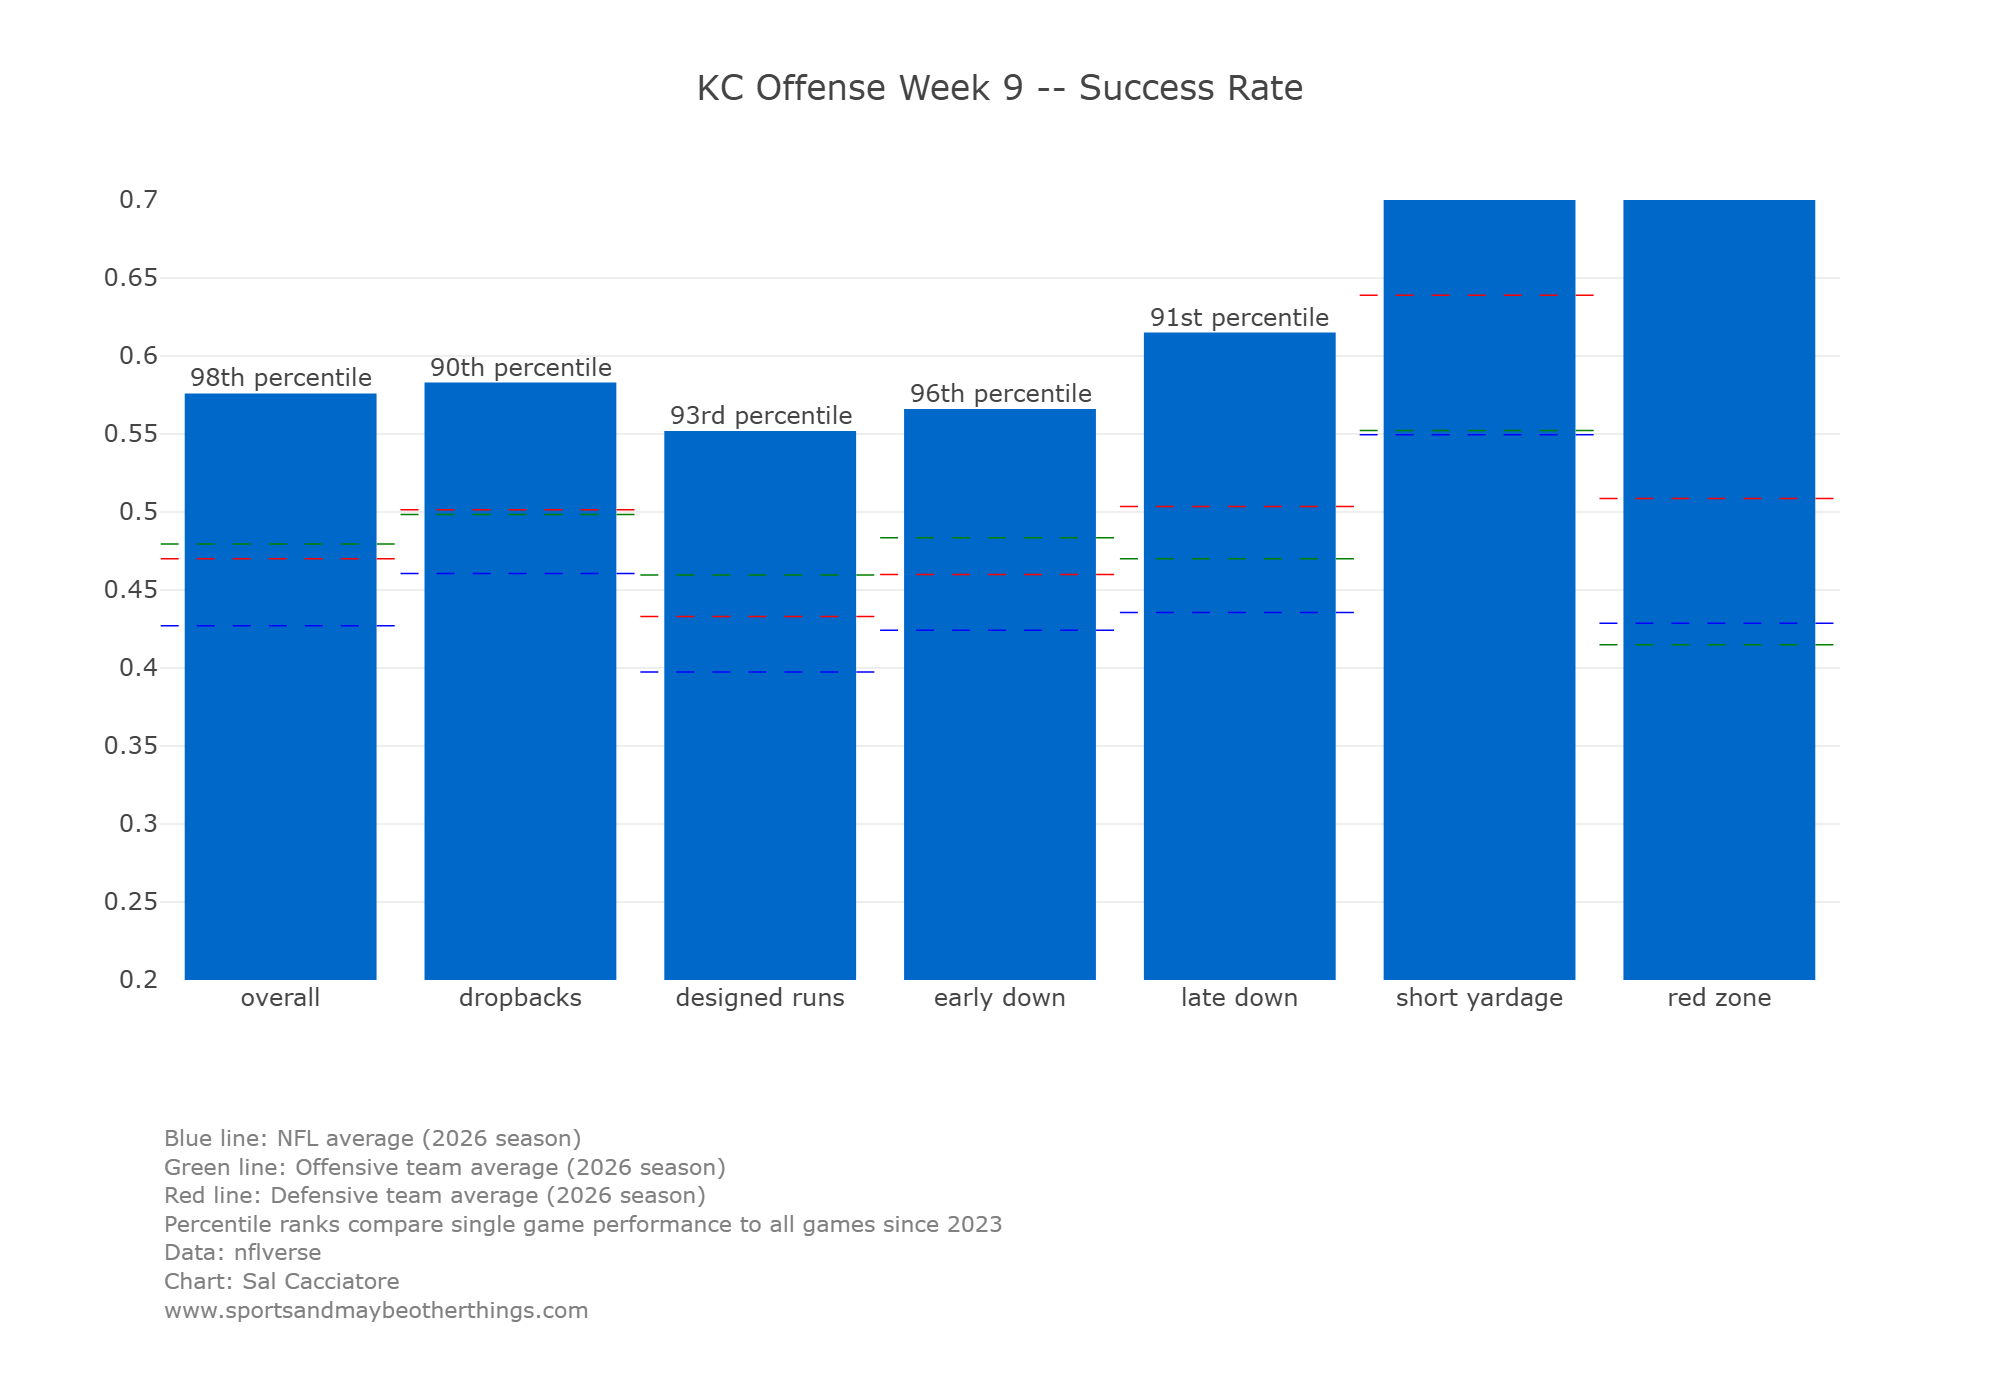 KC Offense Week 9 -- Success Rate
0.7
0.65
0.6
0.55
0.5
0.45
0.4
0.35
0.3
0.25
0.2
98th percentile
90th percentile
93rd percentile
96th percentile
91st percentile
overall
dropbacks
designed runs
early down
late down
short yardage
red zone
Blue line: NFL average (2026 season)
Green line: Offensive team average (2026 season)
Red line: Defensive team average (2026 season)
Percentile ranks compare single game performance to all games since 2023
Data: nflverse
Chart: Sal Cacciatore
www.sportsandmaybeotherthings.com